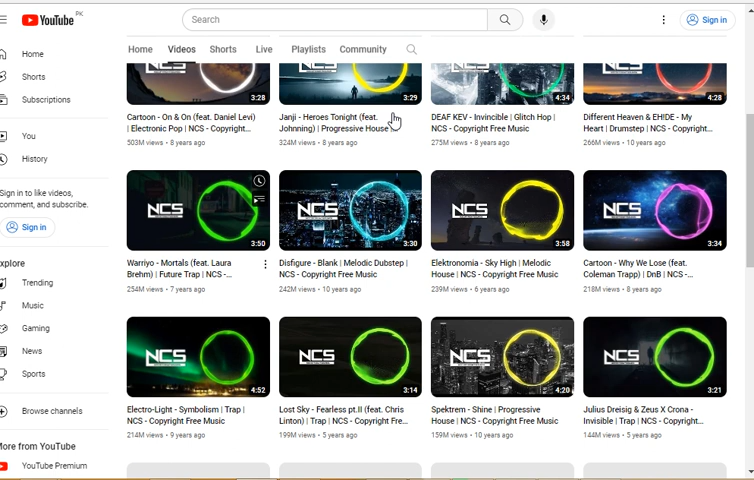 YouTube PK
Search
Sign in
Home Videos Shorts Live Playlists Community
Home
Shorts
Subscriptions
You
History
Sign in to like videos,
comment, and subscribe.
Sign in
xplore
Trending
Music
Gaming
News
Sports
Browse channels
More from YouTube
YouTube Premium
NCS 3:28
Cartoon - On & On (feat. Daniel Levi)
| Electronic Pop | NCS - Copyright...
503M views • 8 years ago
NCS 3:29
Janji - Heroes Tonight (feat.
Johnning) | Progressive House
324M views • 8 years ago
NCS 4:34
DEAF KEV - Invincible | Glitch Hop |
NCS - Copyright Free Music
275M views • 8 years ago
NCS 4:28
Different Heaven & EH!DE - My
Heart | Drumstep | NCS - Copyright...
266M views • 10 years ago
NCS 3:50
Warriyo - Mortals (feat. Laura
Brehm) | Future Trap | NCS -...
254M views • 7 years ago
NCS 3:30
Disfigure - Blank | Melodic Dubstep |
NCS - Copyright Free Music
242M views • 10 years ago
NCS 3:58
Elektronomia - Sky High | Melodic
House | NCS - Copyright Free Music
239M views • 6 years ago
NCS 3:34
Cartoon - Why We Lose (feat.
Coleman Trapp) | DnB | NCS -...
218M views • 8 years ago
NCS 4:52
Electro-Light - Symbolism | Trap |
NCS - Copyright Free Music
214M views • 9 years ago
NCS 3:14
Lost Sky - Fearless pt.II (feat. Chris
Linton) | Trap | NCS - Copyright Fre...
199M views • 5 years ago
NCS 4:20
Spektrem - Shine | Progressive
House | NCS - Copyright Free Music
159M views • 10 years ago
NCS 3:21
Julius Dreisig & Zeus X Crona -
Invisible | Trap | NCS - Copyright...
144M views • 5 years ago